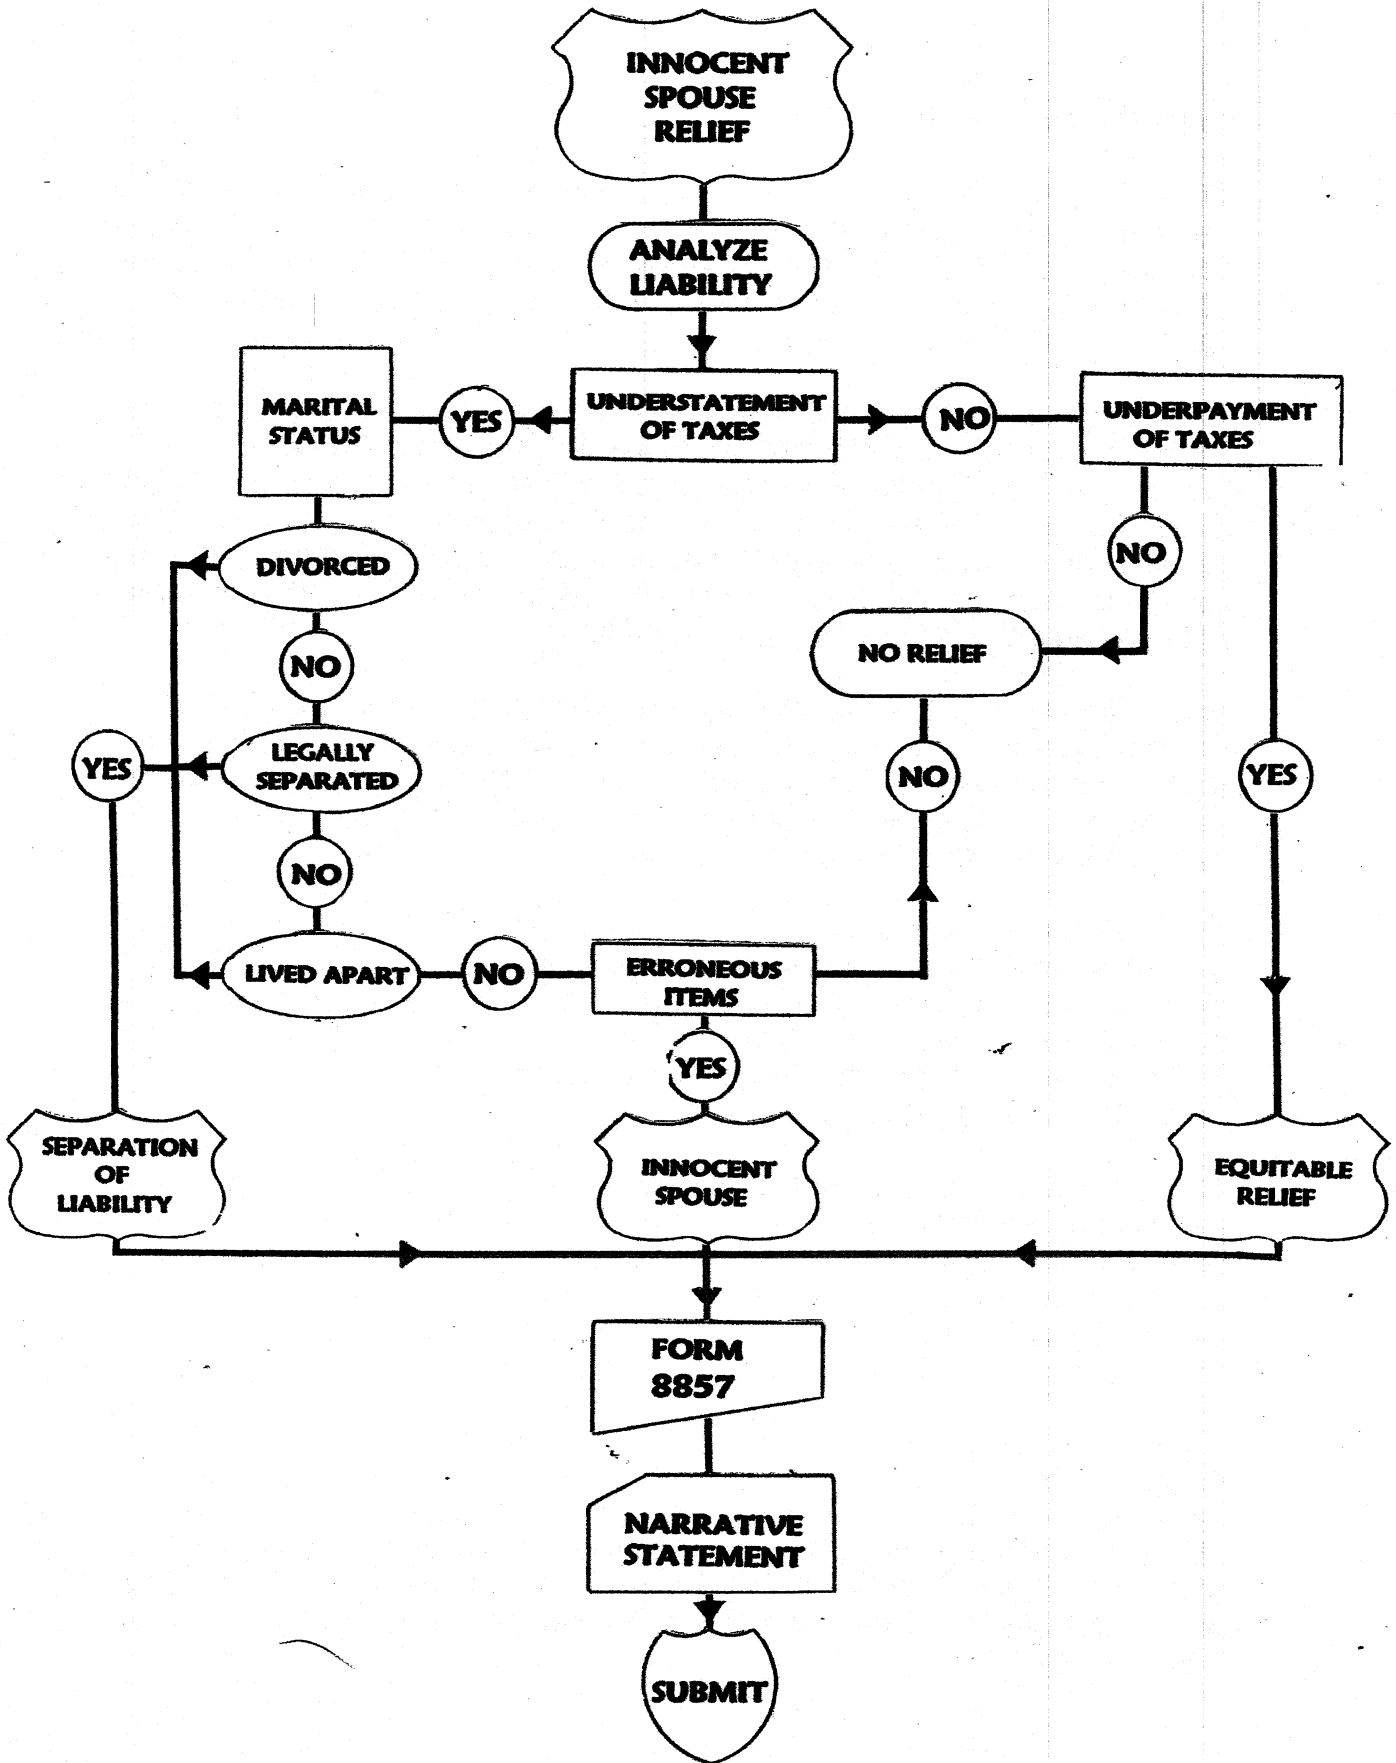 INNOCENT
SPOUSE
RELIEF
ANALYZE
LIABILITY
MARITAL
STATUS
YES
UNDERSTATEMENT
OF TAXES
NO
UNDERPAYMENT
OF TAXES
DIVORCED
NO
NO
NO RELIEF
YES
LEGALLY
SEPARATED
NO
YES
NO
LIVED APART
NO
ERRONEOUS
ITEMS
YES
SEPARATION
OF
LIABILITY
INNOCENT
SPOUSE
EQUITABLE
RELIEF
FORM
8857
NARRATIVE
STATEMENT
SUBMIT